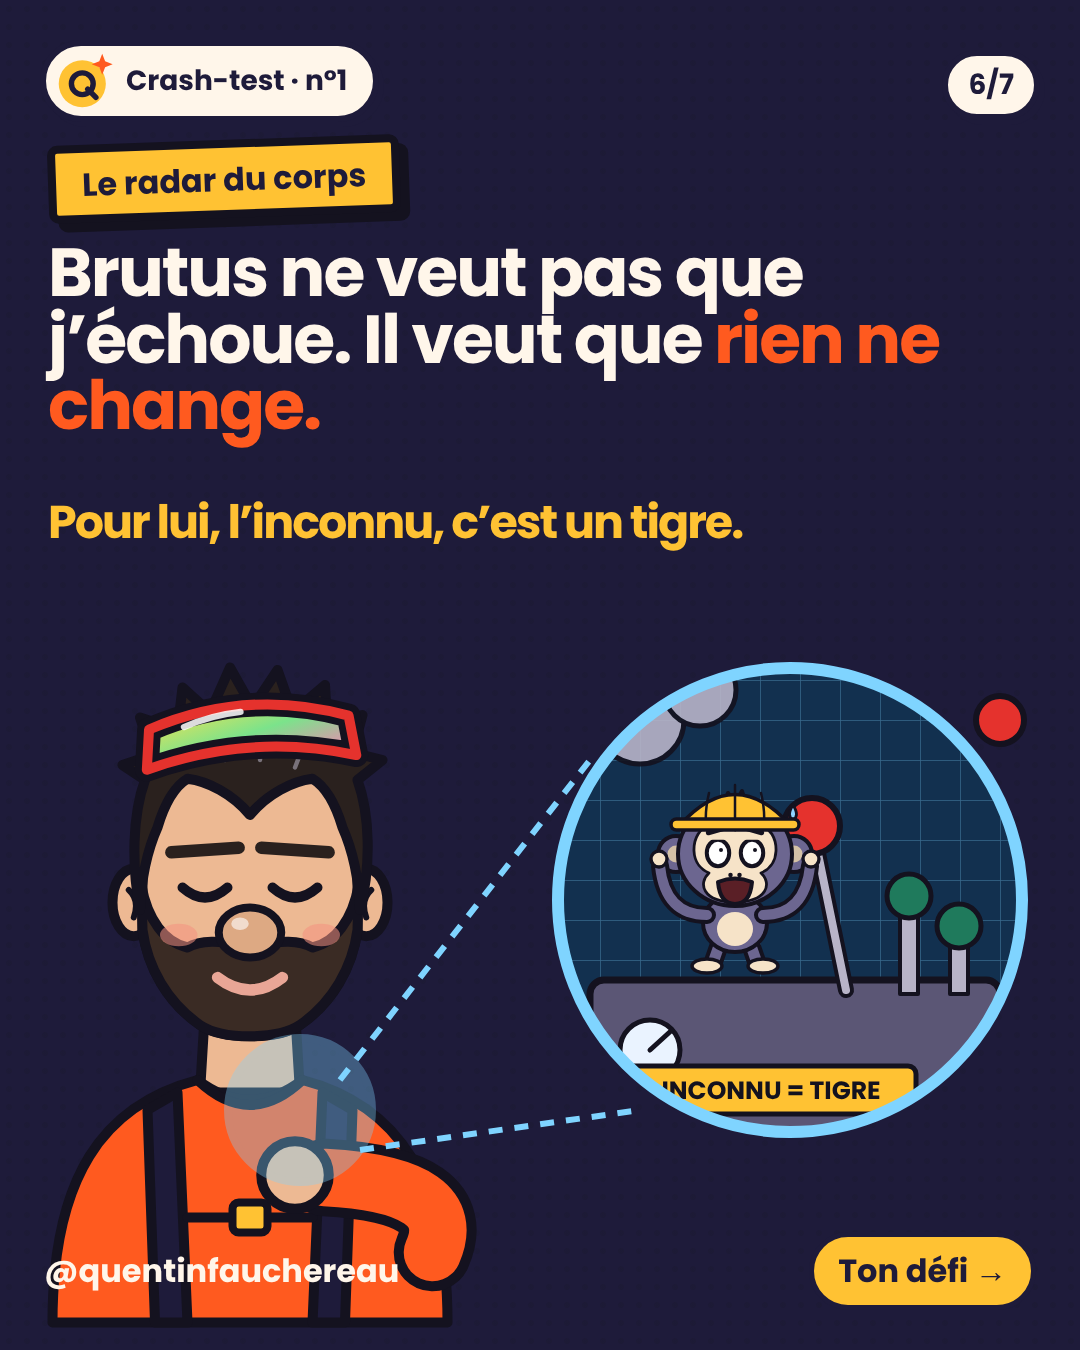 Q
Crash-test · n°1
6/7
Le radar du corps
Brutus ne veut pas que
j’échoue. Il veut que rien ne
change.
Pour lui, l’inconnu, c’est un tigre.
INCONNU = TIGRE
@quentinfauchereau
Ton défi →